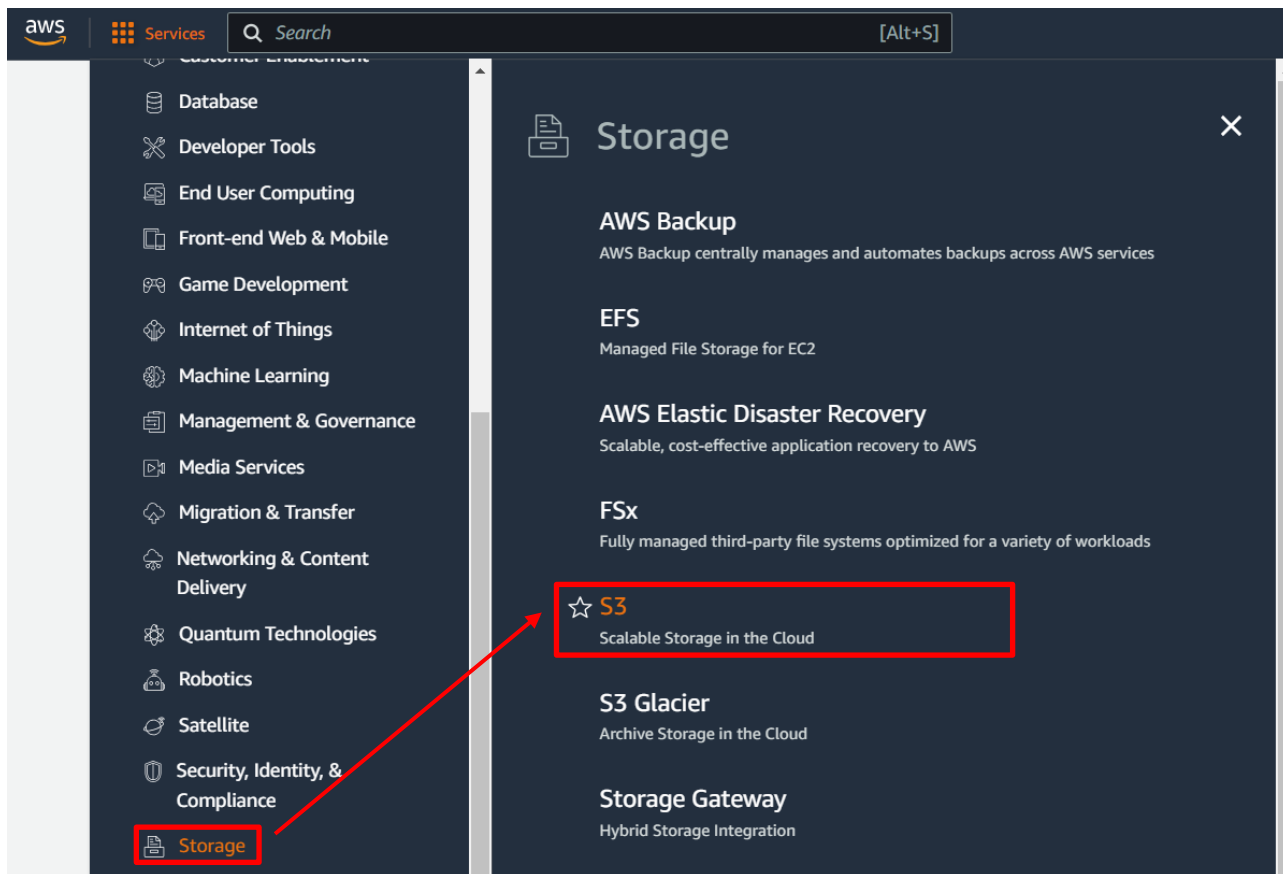 aws
Services
Search
[Alt+S]
Customer Enablement
Database
Developer Tools
End User Computing
Front-end Web & Mobile
Game Development
Internet of Things
Machine Learning
Management & Governance
Media Services
Migration & Transfer
Networking & Content
Delivery
Quantum Technologies
Robotics
Satellite
Security, Identity, &
Compliance
Storage
Storage
AWS Backup
AWS Backup centrally manages and automates backups across AWS services
EFS
Managed File Storage for EC2
AWS Elastic Disaster Recovery
Scalable, cost-effective application recovery to AWS
FSx
Fully managed third-party file systems optimized for a variety of workloads
S3
Scalable Storage in the Cloud
S3 Glacier
Archive Storage in the Cloud
Storage Gateway
Hybrid Storage Integration